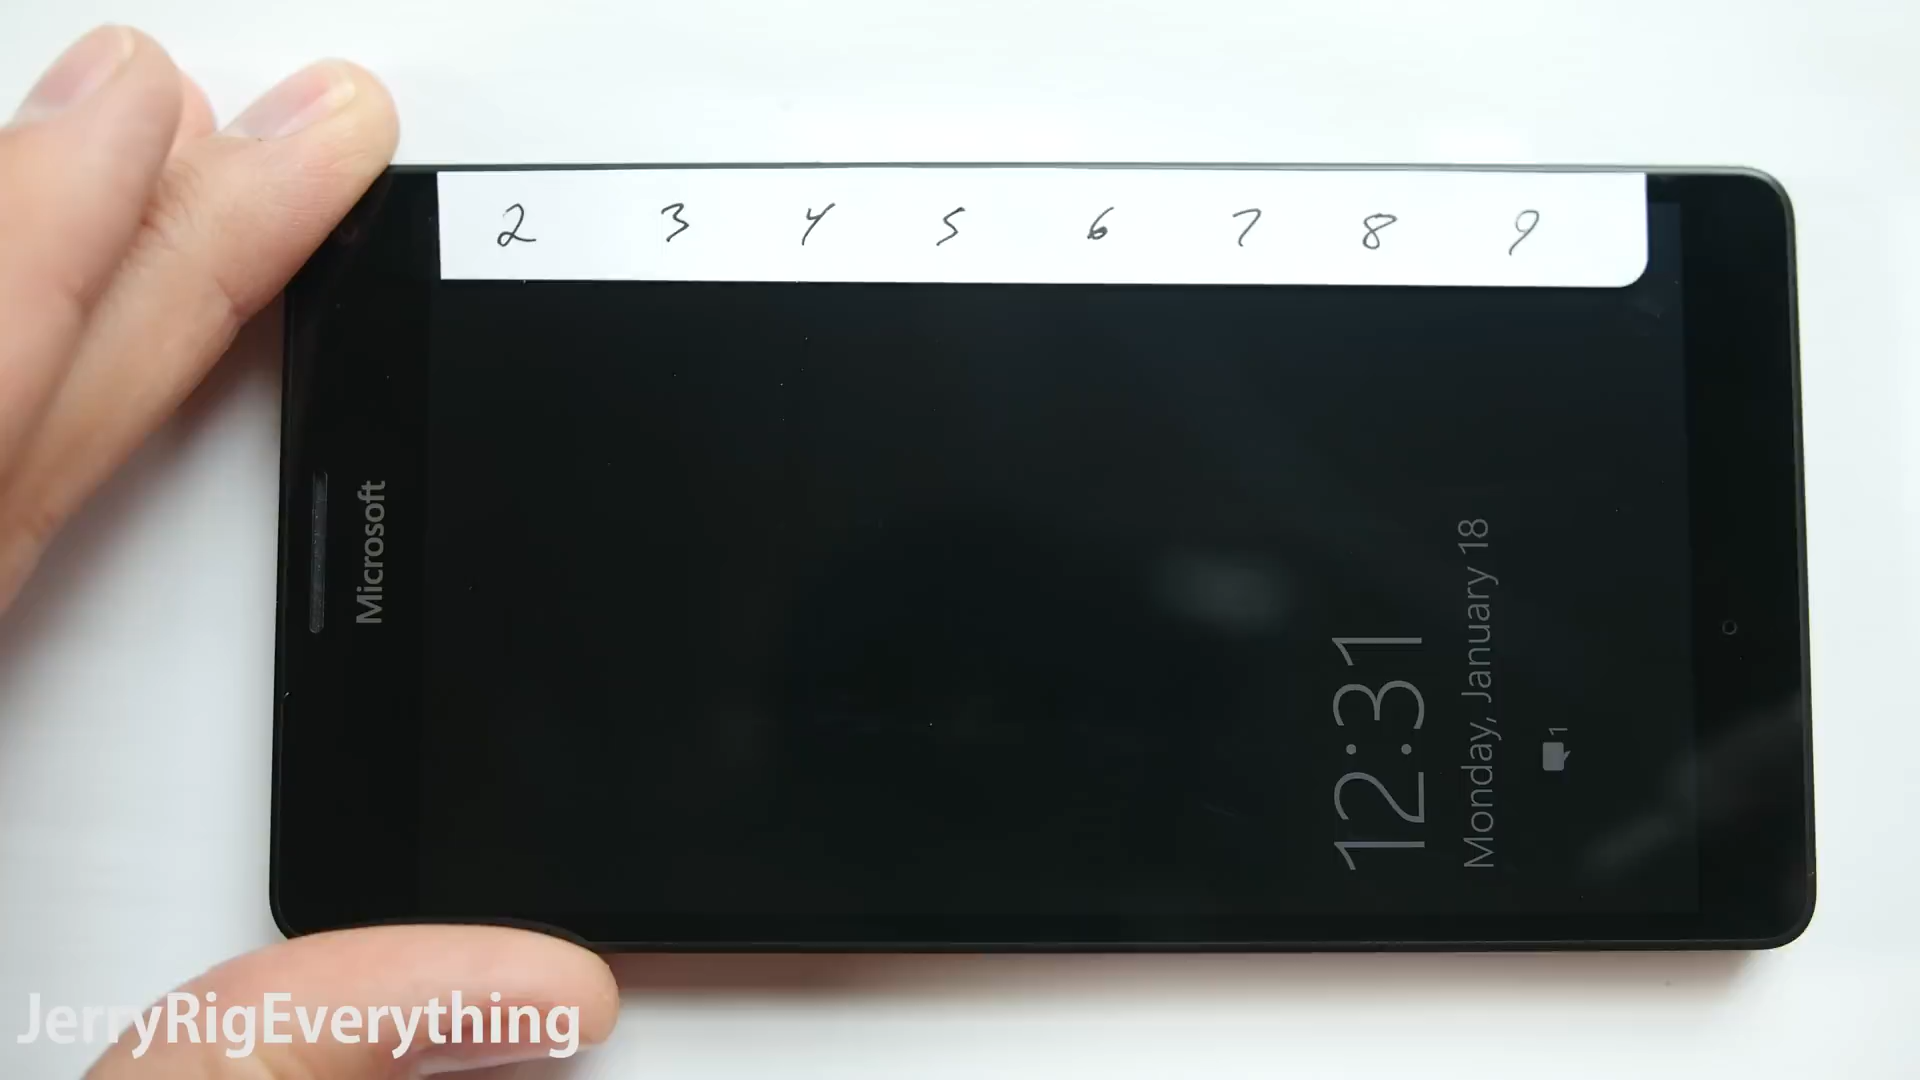 2 3 4 5 6 7 8 9
Microsoft
12:31
Monday, January 18
1
JerryRigEverything